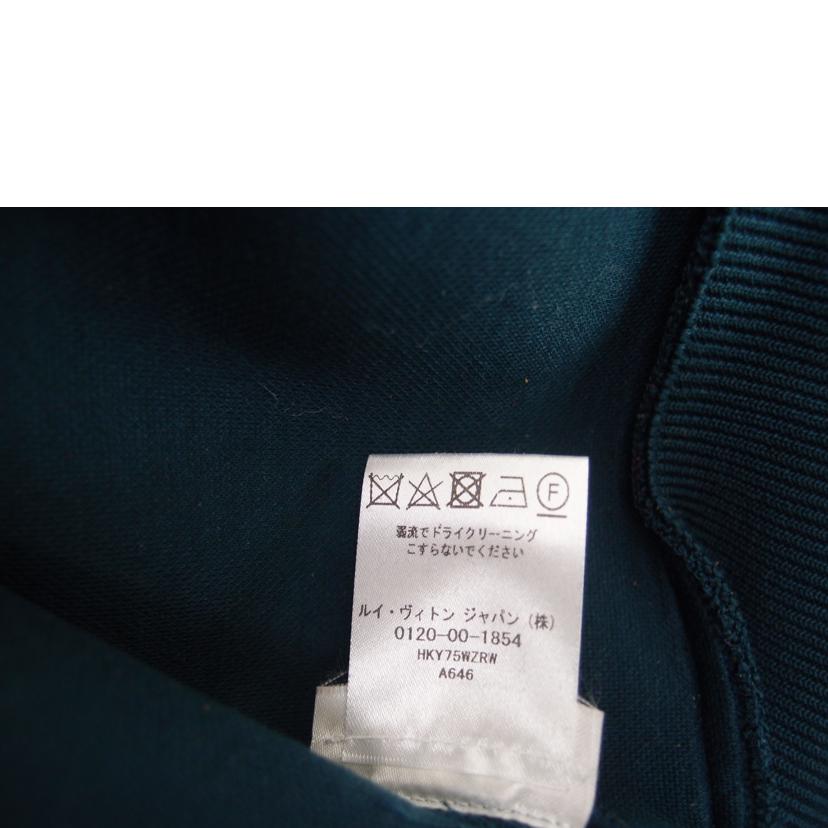 F
弱流でドライクリーニング
こすらないでください
ルイ・ヴィトン ジャパン (株)
0120-00-1854
HKY75WZRW
A646